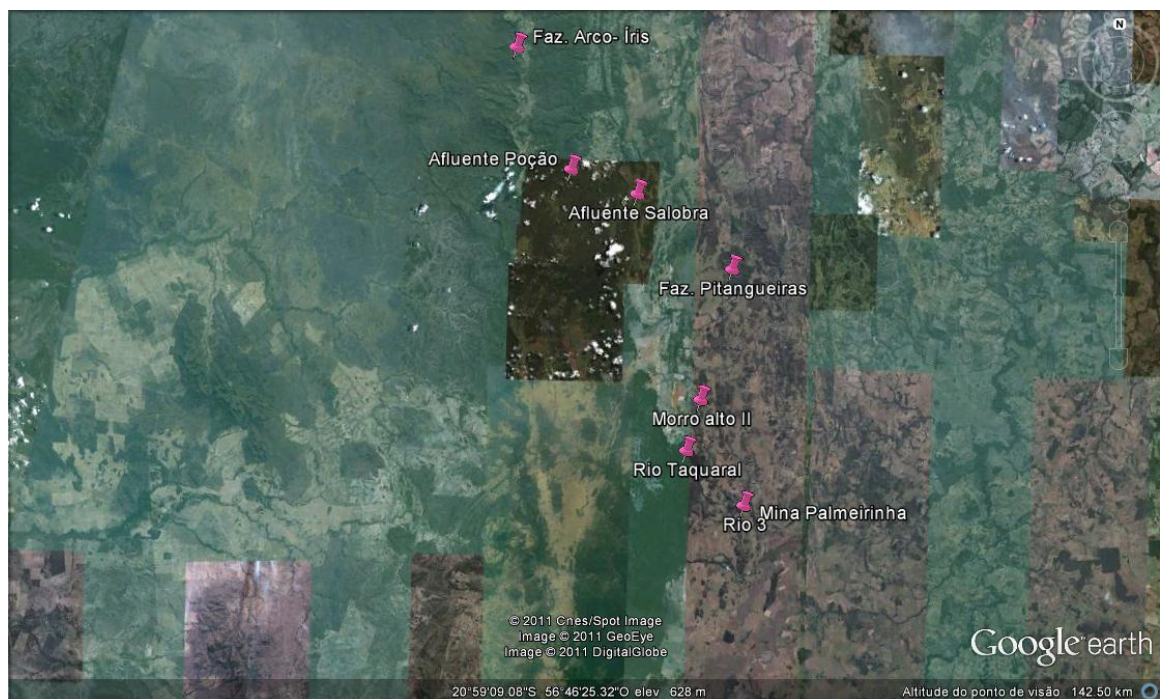 N
Faz. Arco- Íris
Afluente Poção
Afluente Salobra
Faz. Pitangueiras
Morro alto II
Rio Taquaral
Mina Palmeirinha
Rio 3
© 2011 Cnes/Spot Image
Image © 2011 GeoEye
Image © 2011 DigitalGlobe
Google earth
20°59'09.08"S 56°46'25.32"O elev 628 m
Altitude do ponto de visão 142.50 km